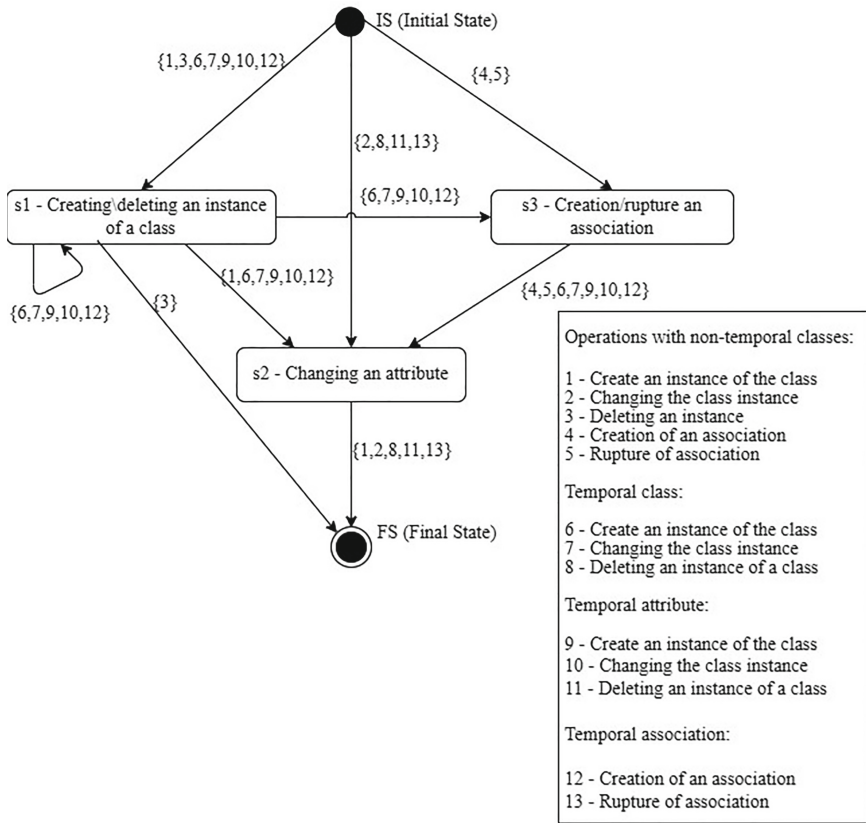 IS (Initial State)
{1,3,6,7,9,10,12}
{4,5}
{2,8,11,13}
s1 - Creating\deleting an instance
of a class
{6,7,9,10,12}
s3 - Creation/rupture an
association
{6,7,9,10,12}
{3}
{1,6,7,9,10,12}
{4,5,6,7,9,10,12}
s2 - Changing an attribute
{1,2,8,11,13}
FS (Final State)
Operations with non-temporal classes:
1 - Create an instance of the class
2 - Changing the class instance
3 - Deleting an instance
4 - Creation of an association
5 - Rupture of association
Temporal class:
6 - Create an instance of the class
7 - Changing the class instance
8 - Deleting an instance of a class
Temporal attribute:
9 - Create an instance of the class
10 - Changing the class instance
11 - Deleting an instance of a class
Temporal association:
12 - Creation of an association
13 - Rupture of association